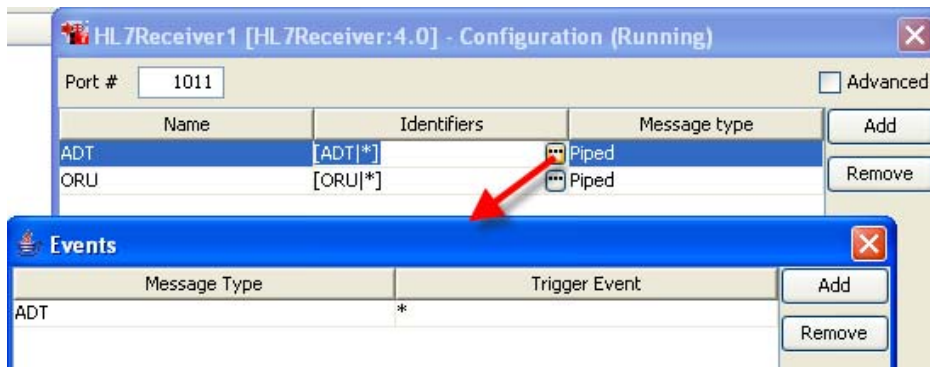 HL7Receiver1 [HL7Receiver:4.0] - Configuration (Running)
Port # 1011 Advanced
Name Identifiers Message type Add
ADT [ADT|*] ... Piped
ORU [ORU|*] ... Piped Remove
Events
Message Type Trigger Event Add
ADT * Remove